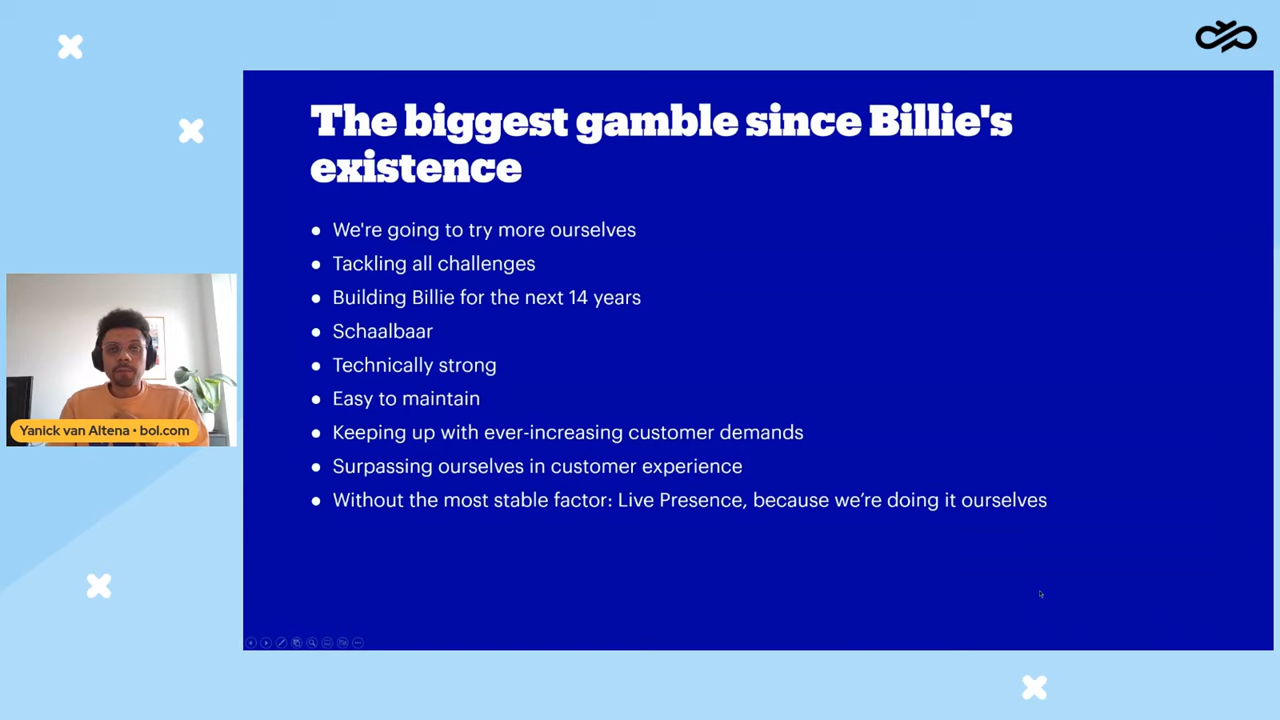 The biggest gamble since Billie's
existence
● We're going to try more ourselves
● Tackling all challenges
● Building Billie for the next 14 years
● Schaalbaar
● Technically strong
● Easy to maintain
● Keeping up with ever-increasing customer demands
● Surpassing ourselves in customer experience
● Without the most stable factor: Live Presence, because we’re doing it ourselves
Yanick van Altena • bol.com